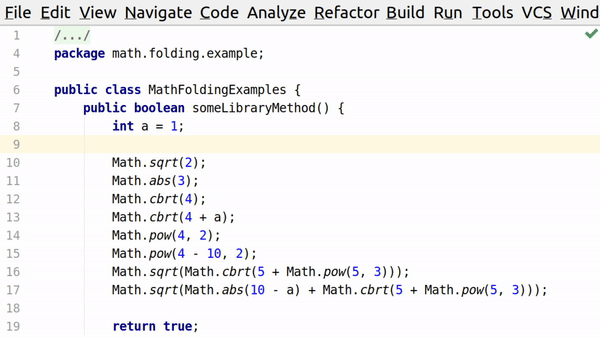 File Edit View Navigate Code Analyze Refactor Build Run Tools VCS Wind
1 /.../
4 package math.folding.example;
5
6 public class MathFoldingExamples {
7 public boolean someLibraryMethod() {
8 int a = 1;
9
10 Math.sqrt(2);
11 Math.abs(3);
12 Math.cbrt(4);
13 Math.cbrt(4 + a);
14 Math.pow(4, 2);
15 Math.pow(4 - 10, 2);
16 Math.sqrt(Math.cbrt(5 + Math.pow(5, 3)));
17 Math.sqrt(Math.abs(10 - a) + Math.cbrt(5 + Math.pow(5, 3)));
18
19 return true;